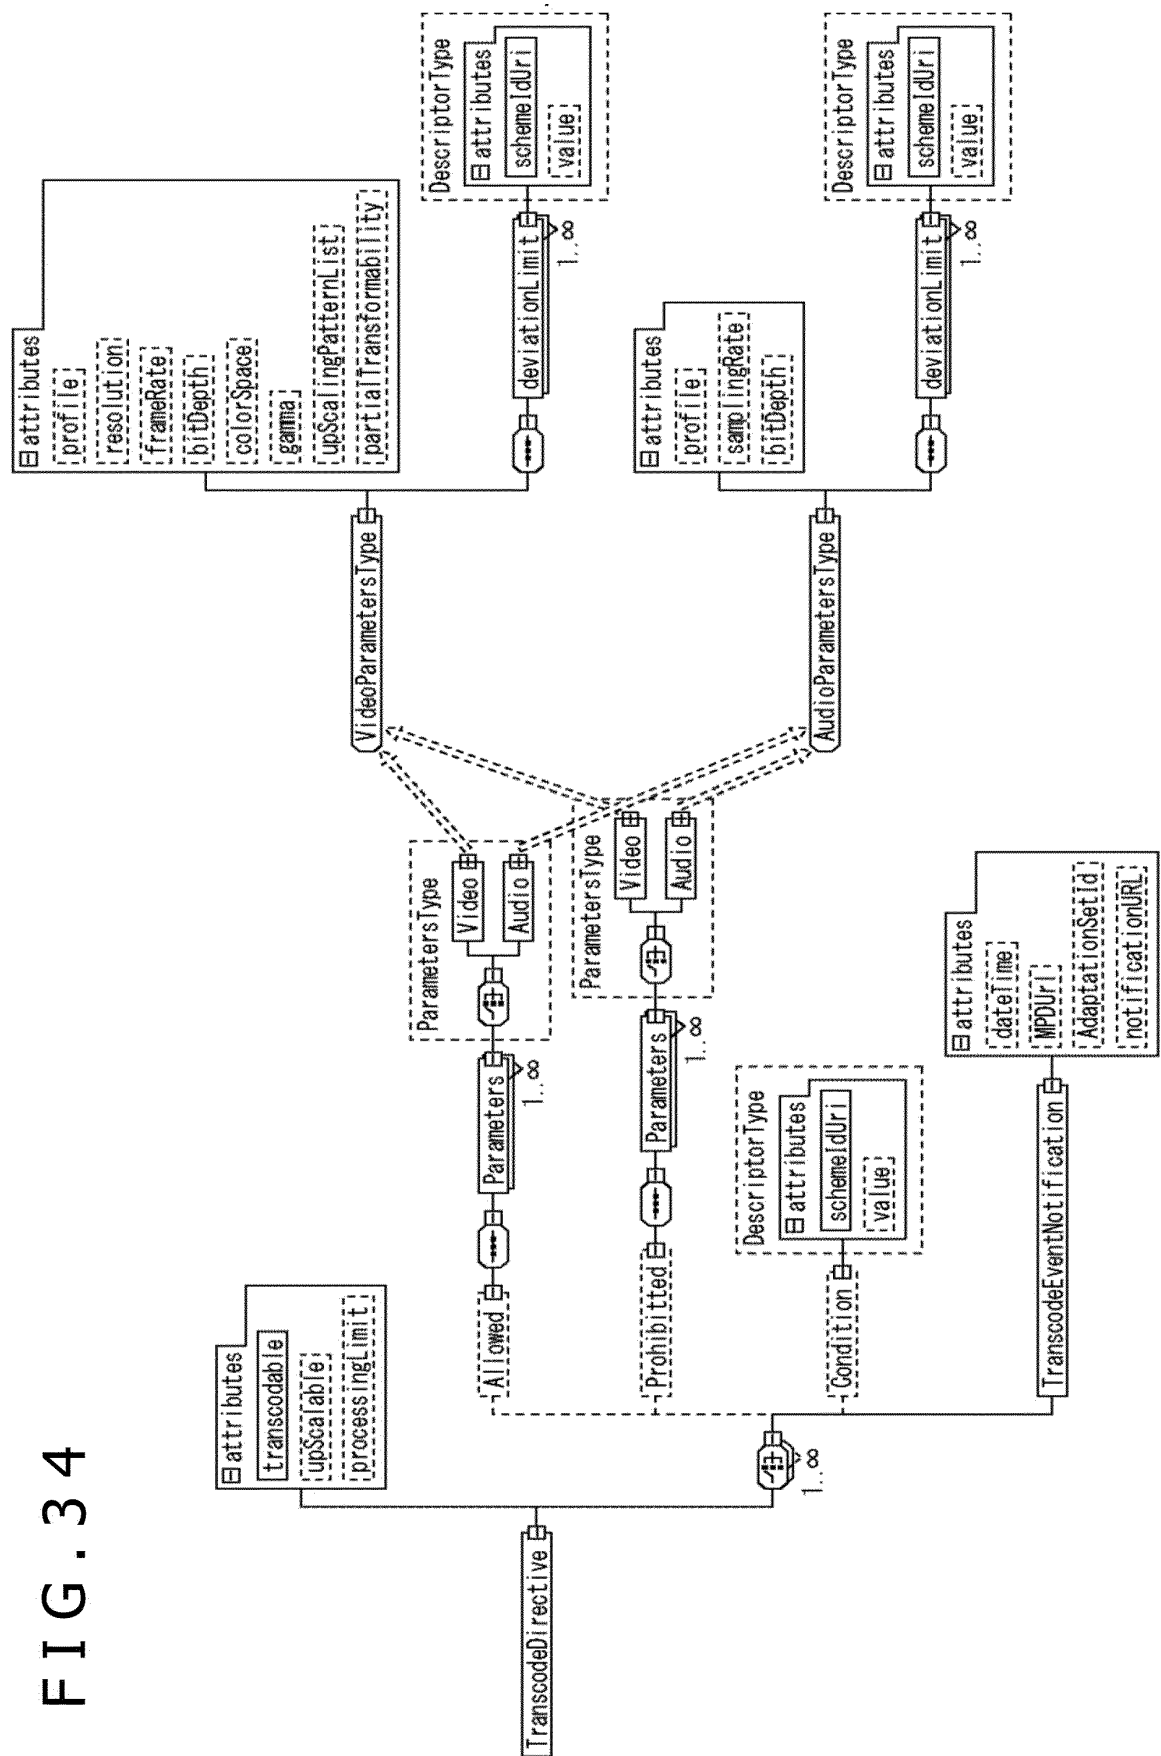 FIG.34
TranscodeDirective
attributes
transcodable
upScalable
processingLimit
1..∞
Allowed
Parameters
1..∞
ParametersType
Video
Audio
Prohibitted
Parameters
1..∞
ParametersType
Video
Audio
Condition
DescriptorType
attributes
schemeIdUri
value
TranscodeEventNotification
attributes
dateTime
MPDUrl
AdaptationSetId
notificationURL
VideoParametersType
attributes
profile
resolution
frameRate
bitDepth
colorSpace
gamma
upScalingPatternList
partialTransformability
deviationLimit
1..∞
DescriptorType
attributes
schemeIdUri
value
AudioParametersType
attributes
profile
samplingRate
bitDepth
deviationLimit
1..∞
DescriptorType
attributes
schemeIdUri
value